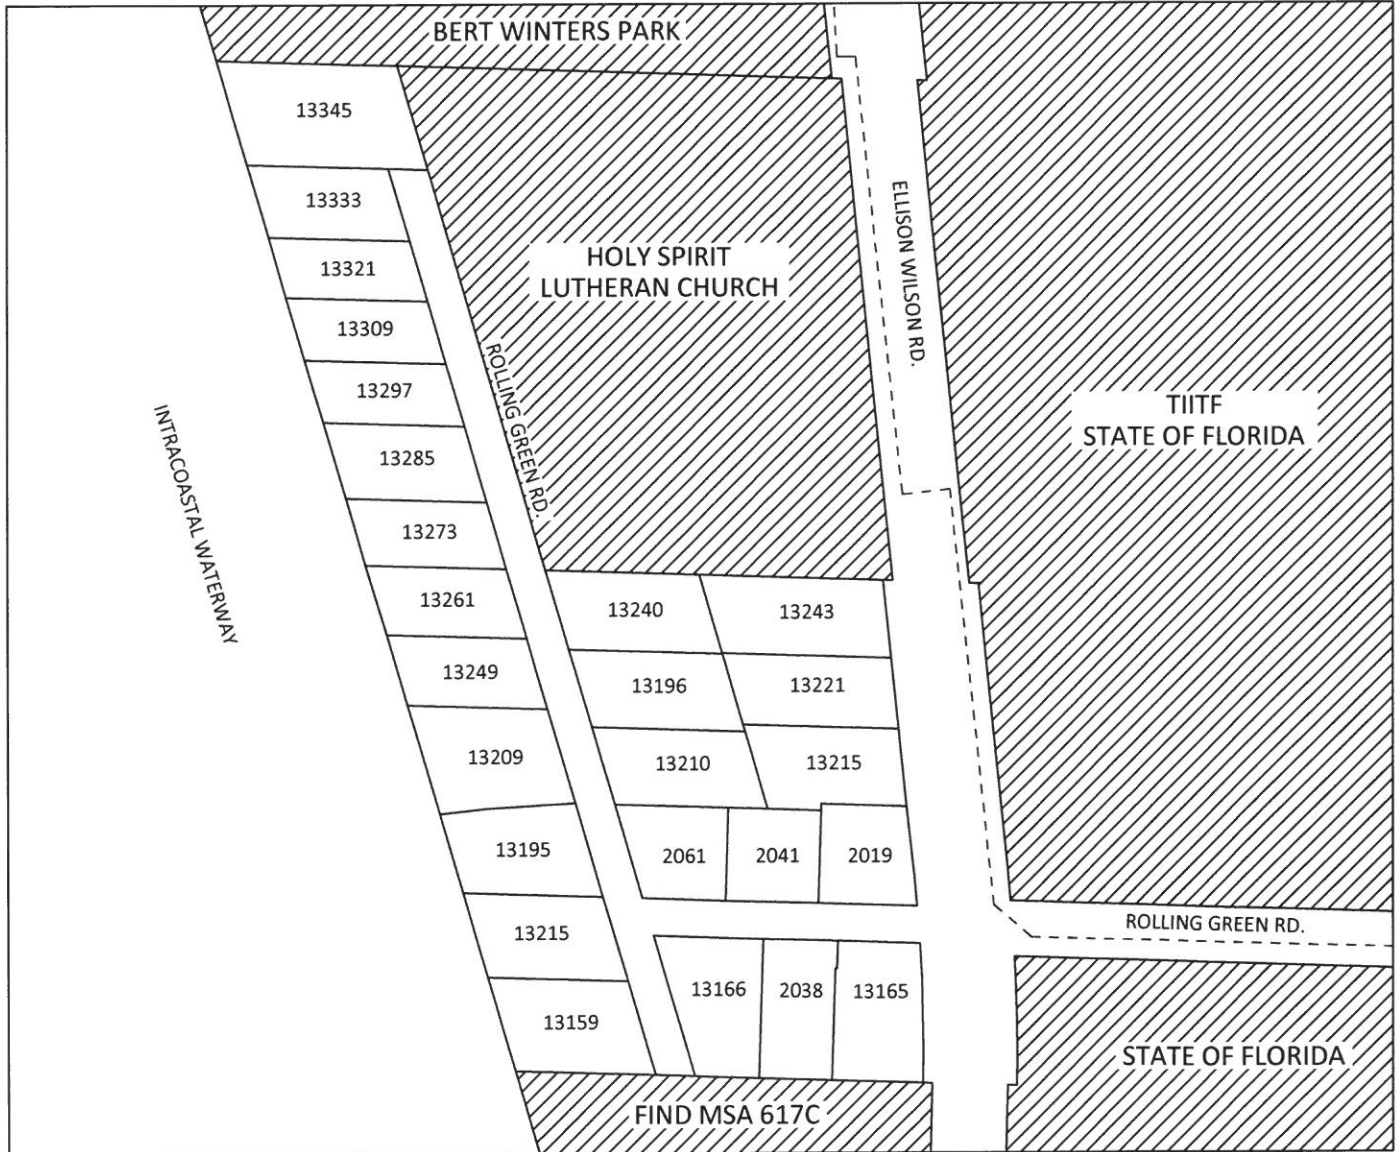 BERT WINTERS PARK
13345
13333
ELLISON WILSON RD.
HOLY SPIRIT
LUTHERAN CHURCH
13321
13309
ROLLING GREEN RD.
13297
TIITF
STATE OF FLORIDA
INTRACOASTAL WATERWAY
13285
13273
13261
13240
13243
13249
13196
13221
13209
13210
13215
13195
2061
2041
2019
13215
ROLLING GREEN RD.
13166
2038
13165
13159
STATE OF FLORIDA
FIND MSA 617C